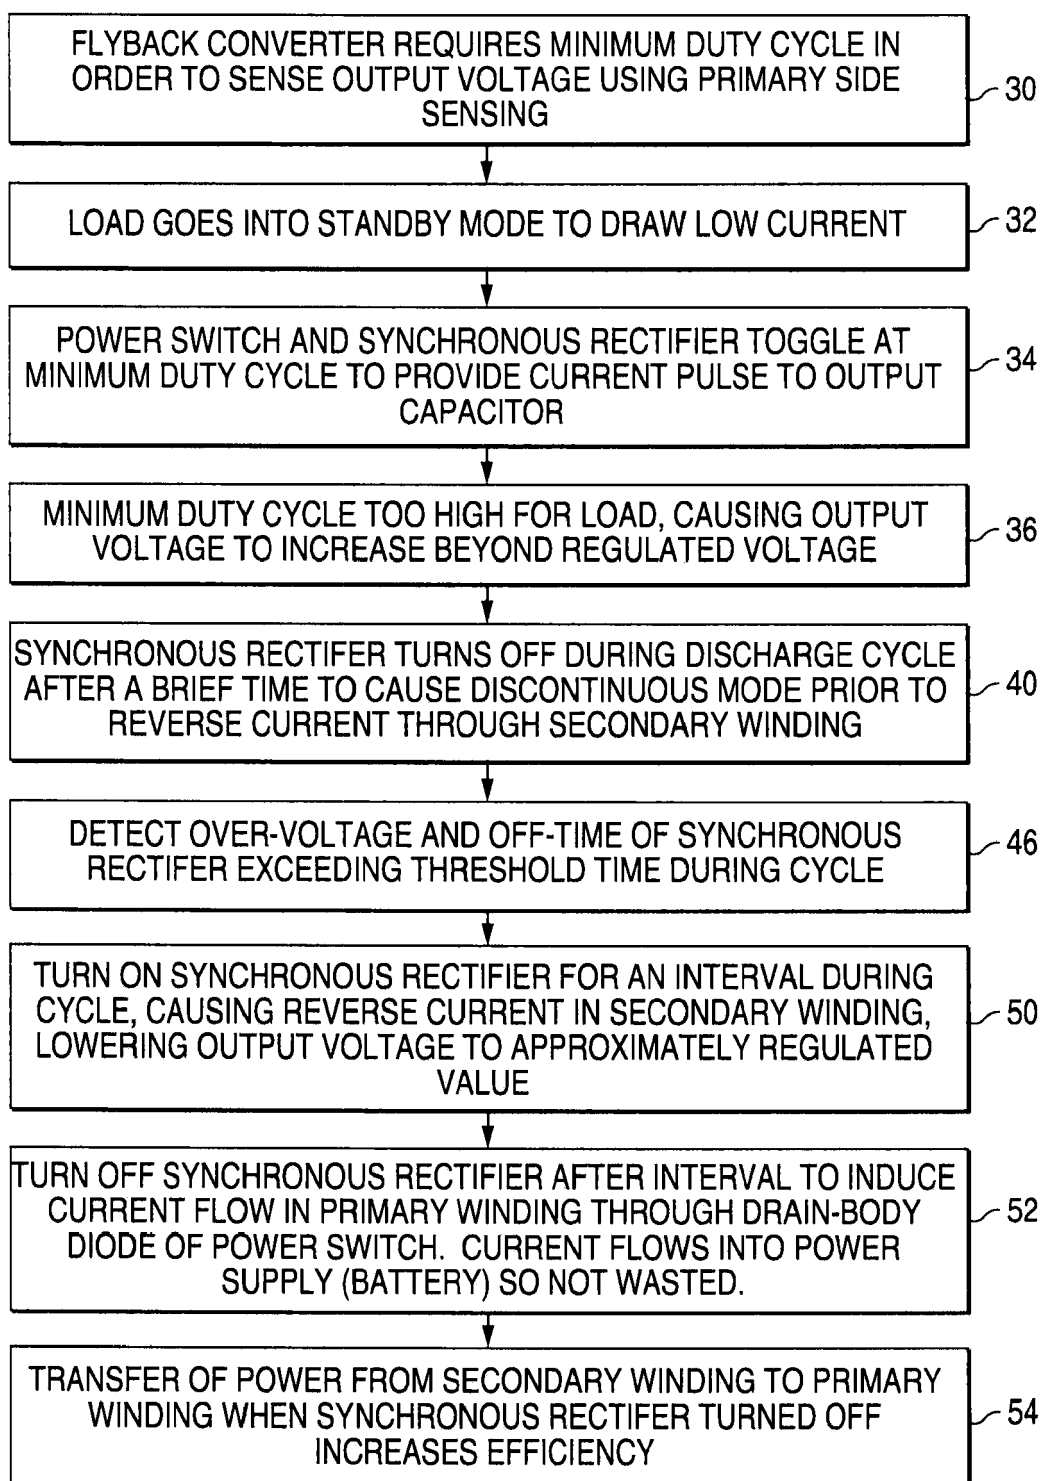 FLYBACK CONVERTER REQUIRES MINIMUM DUTY CYCLE IN
ORDER TO SENSE OUTPUT VOLTAGE USING PRIMARY SIDE
SENSING
30
LOAD GOES INTO STANDBY MODE TO DRAW LOW CURRENT
32
POWER SWITCH AND SYNCHRONOUS RECTIFIER TOGGLE AT
MINIMUM DUTY CYCLE TO PROVIDE CURRENT PULSE TO OUTPUT
CAPACITOR
34
MINIMUM DUTY CYCLE TOO HIGH FOR LOAD, CAUSING OUTPUT
VOLTAGE TO INCREASE BEYOND REGULATED VOLTAGE
36
SYNCHRONOUS RECTIFER TURNS OFF DURING DISCHARGE CYCLE
AFTER A BRIEF TIME TO CAUSE DISCONTINUOUS MODE PRIOR TO
REVERSE CURRENT THROUGH SECONDARY WINDING
40
DETECT OVER-VOLTAGE AND OFF-TIME OF SYNCHRONOUS
RECTIFER EXCEEDING THRESHOLD TIME DURING CYCLE
46
TURN ON SYNCHRONOUS RECTIFIER FOR AN INTERVAL DURING
CYCLE, CAUSING REVERSE CURRENT IN SECONDARY WINDING,
LOWERING OUTPUT VOLTAGE TO APPROXIMATELY REGULATED
VALUE
50
TURN OFF SYNCHRONOUS RECTIFIER AFTER INTERVAL TO INDUCE
CURRENT FLOW IN PRIMARY WINDING THROUGH DRAIN-BODY
DIODE OF POWER SWITCH. CURRENT FLOWS INTO POWER
SUPPLY (BATTERY) SO NOT WASTED.
52
TRANSFER OF POWER FROM SECONDARY WINDING TO PRIMARY
WINDING WHEN SYNCHRONOUS RECTIFER TURNED OFF
INCREASES EFFICIENCY
54